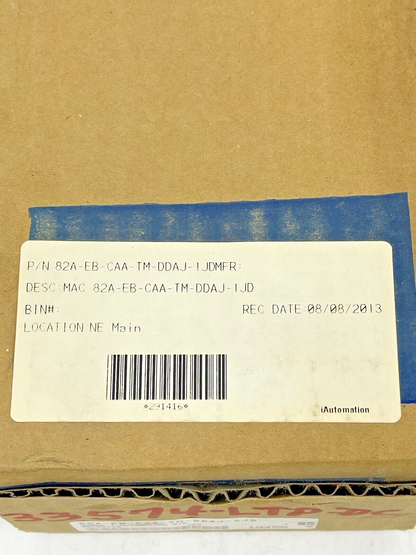 P/N:82A-EB-CAA-TM-DDAJ-1JDMFR:
DESC:MAC 82A-EB-CAA-TM-DDAJ-1JD
BIN#: REC DATE:08/08/2013
LOCATION:NE Main
*291416*
iAutomation